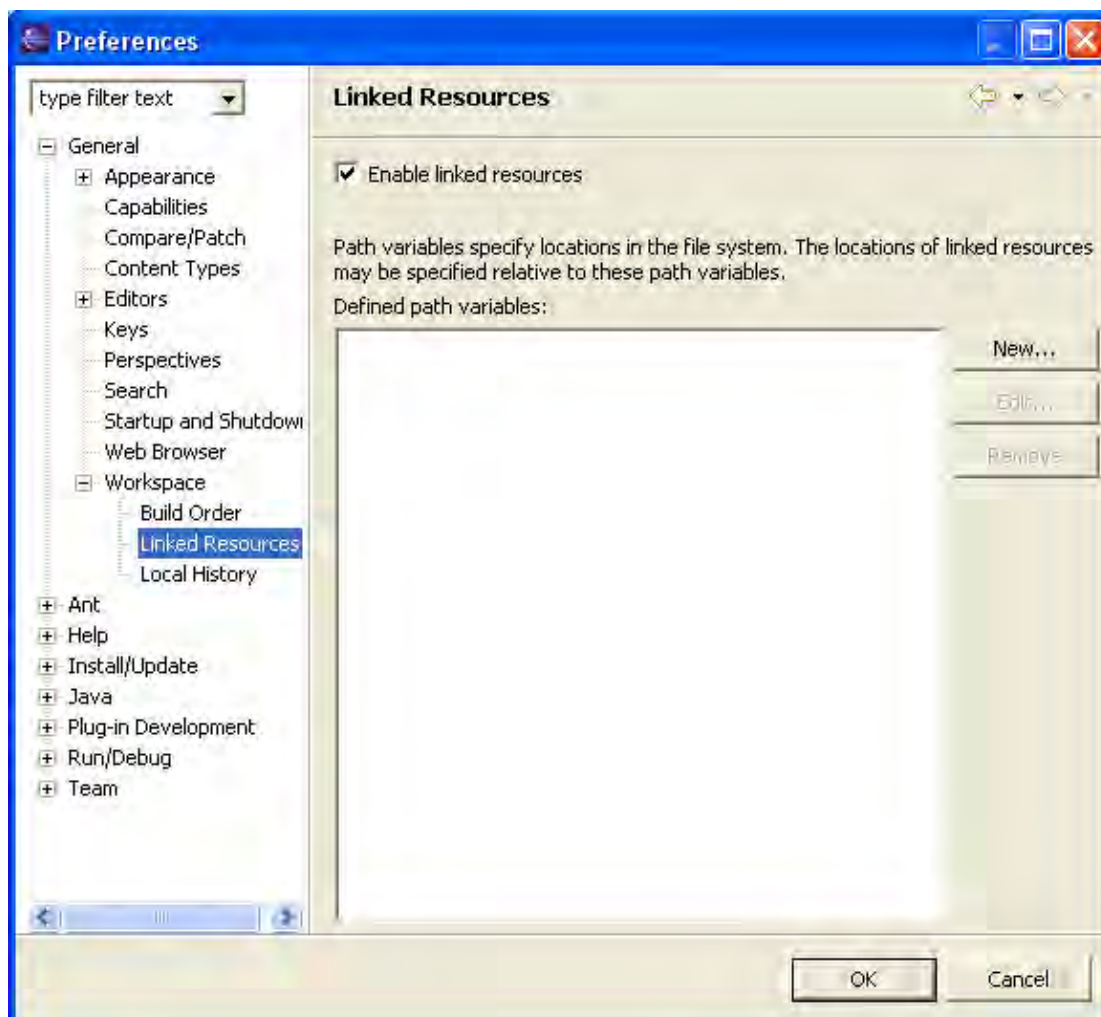 Preferences
type filter text
General
Appearance
Capabilities
Compare/Patch
Content Types
Editors
Keys
Perspectives
Search
Startup and Shutdow
Web Browser
Workspace
Build Order
Linked Resources
Local History
Ant
Help
Install/Update
Java
Plug-in Development
Run/Debug
Team
Linked Resources
Enable linked resources
Path variables specify locations in the file system. The locations of linked resources
may be specified relative to these path variables.
Defined path variables:
New...
Edit...
Remove
OK
Cancel